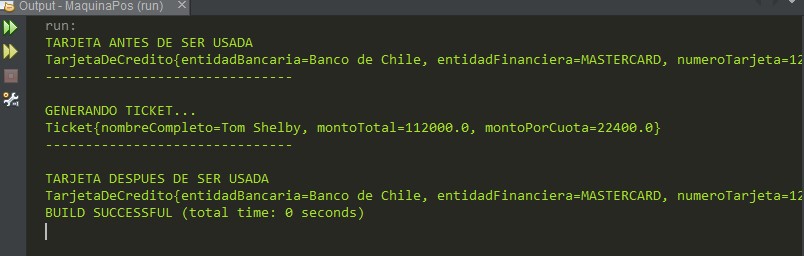 Output - MaquinaPos (run)
run:
TARJETA ANTES DE SER USADA
TarjetaDeCredito{entidadBancaria=Banco de Chile, entidadFinanciera=MASTERCARD, numeroTarjeta=12
-------------------------------
GENERANDO TICKET...
Ticket{nombreCompleto=Tom Shelby, montoTotal=112000.0, montoPorCuota=22400.0}
-------------------------------
TARJETA DESPUES DE SER USADA
TarjetaDeCredito{entidadBancaria=Banco de Chile, entidadFinanciera=MASTERCARD, numeroTarjeta=12
BUILD SUCCESSFUL (total time: 0 seconds)